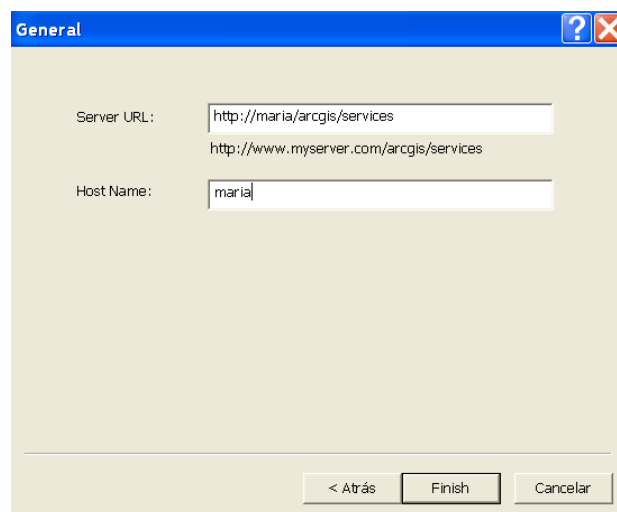 General
Server URL: http://maria/arcgis/services
http://www.myserver.com/arcgis/services
Host Name: maria
< Atrás Finish Cancelar